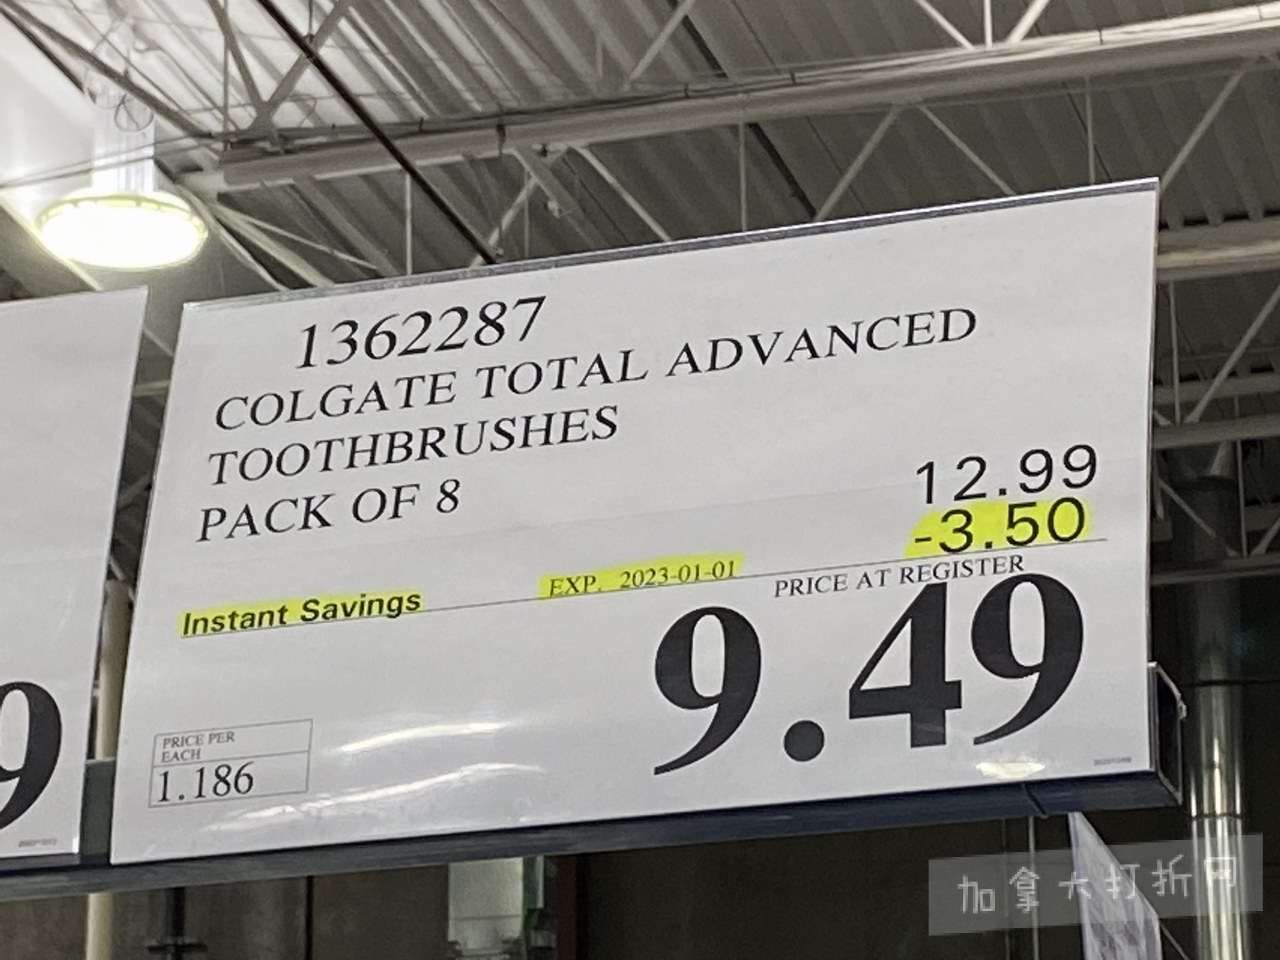 1362287
COLGATE TOTAL ADVANCED
TOOTHBRUSHES
PACK OF 8
12.99
-3.50
Instant Savings
EXP. 2023-01-01
PRICE AT REGISTER
9.49
PRICE PER
EACH
1.186
9
加拿大打折网